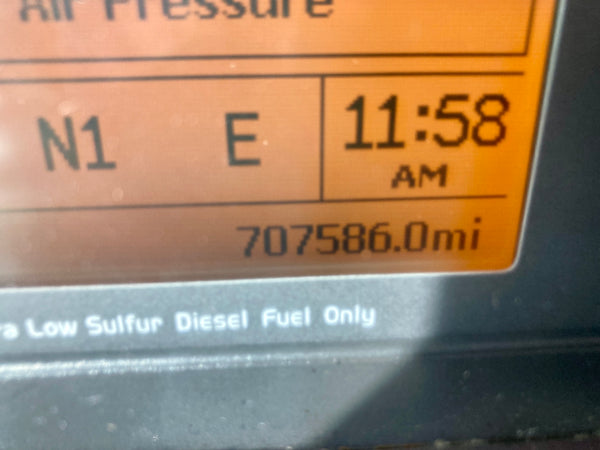 Air Pressure
N1 E 11:58
AM
707586.0mi
Low Sulfur Diesel Fuel Only